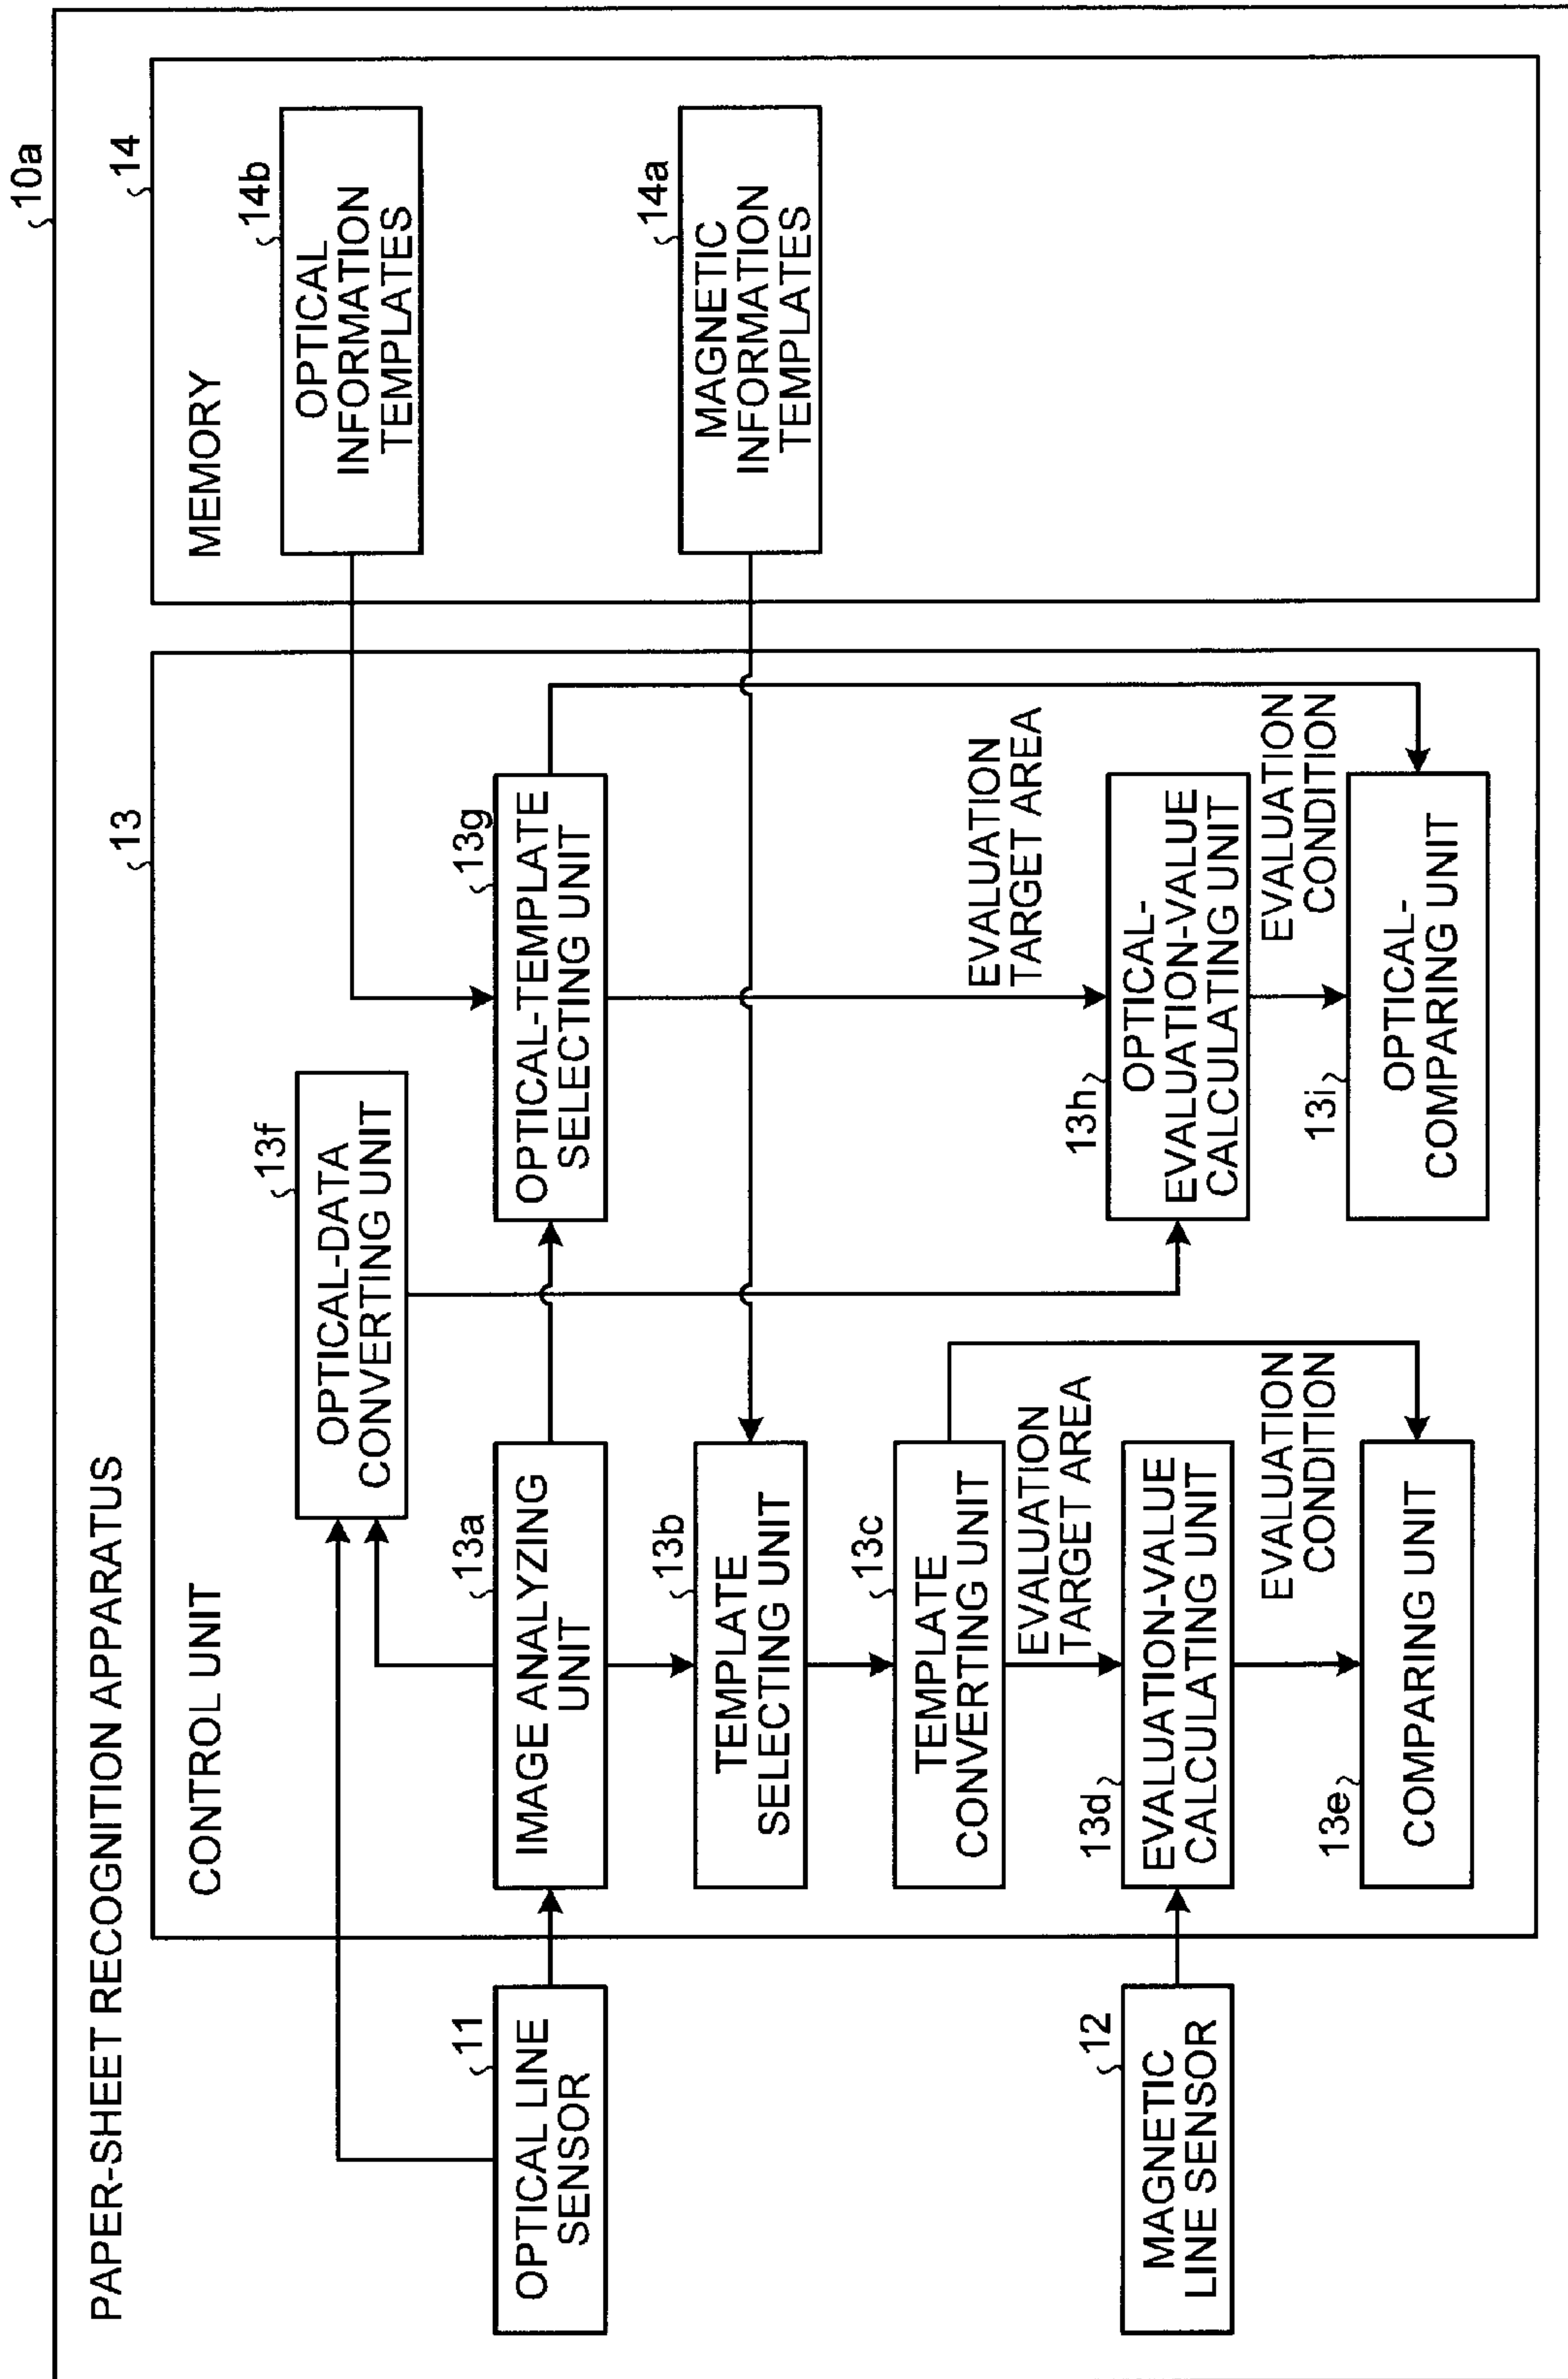 10a
PAPER-SHEET RECOGNITION APPARATUS
13
14
CONTROL UNIT
MEMORY
13f
OPTICAL-DATA
CONVERTING UNIT
14b
OPTICAL
INFORMATION
TEMPLATES
11
OPTICAL LINE
SENSOR
13a
IMAGE ANALYZING
UNIT
13g
OPTICAL-TEMPLATE
SELECTING UNIT
13b
TEMPLATE
SELECTING UNIT
14a
MAGNETIC
INFORMATION
TEMPLATES
13c
TEMPLATE
CONVERTING UNIT
EVALUATION
TARGET AREA
EVALUATION
TARGET AREA
12
MAGNETIC
LINE SENSOR
13d
EVALUATION-VALUE
CALCULATING UNIT
13h
OPTICAL-
EVALUATION-VALUE
CALCULATING UNIT
EVALUATION
CONDITION
EVALUATION
CONDITION
13e
COMPARING UNIT
13i
OPTICAL-
COMPARING UNIT